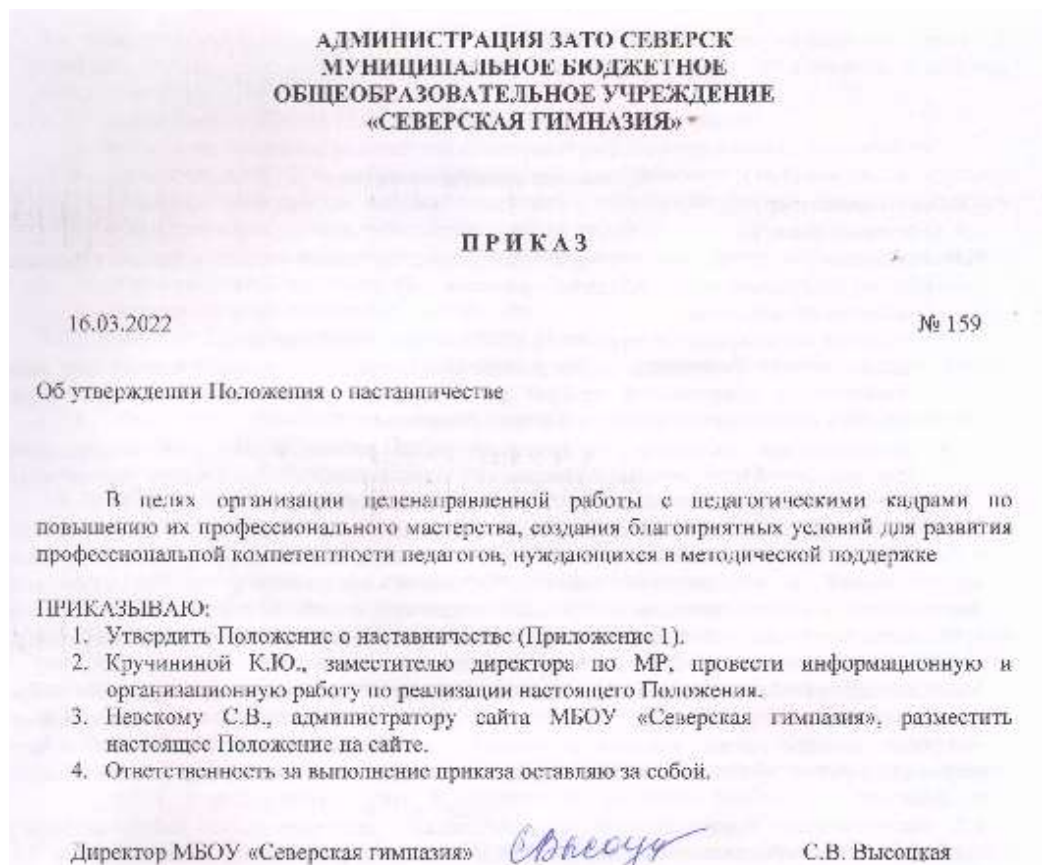 АДМИНИСТРАЦИЯ ЗАТО СЕВЕРСК
МУНИЦИПАЛЬНОЕ БЮДЖЕТНОЕ
ОБЩЕОБРАЗОВАТЕЛЬНОЕ УЧРЕЖДЕНИЕ
«СЕВЕРСКАЯ ГИМНАЗИЯ»
П Р И К А З
16.03.2022 № 159
Об утверждении Положения о наставничестве
В целях организации целенаправленной работы с педагогическими кадрами по
повышению их профессионального мастерства, создания благоприятных условий для развития
профессиональной компетентности педагогов, нуждающихся в методической поддержке
ПРИКАЗЫВАЮ:
1. Утвердить Положение о наставничестве (Приложение 1).
2. Кручининой К.Ю., заместителю директора по МР, провести информационную и
организационную работу по реализации настоящего Положения.
3. Невскому С.В., администратору сайта МБОУ «Северская гимназия», разместить
настоящее Положение на сайте.
4. Ответственность за выполнение приказа оставляю за собой.
Директор МБОУ «Северская гимназия» С.В. Высоцкая